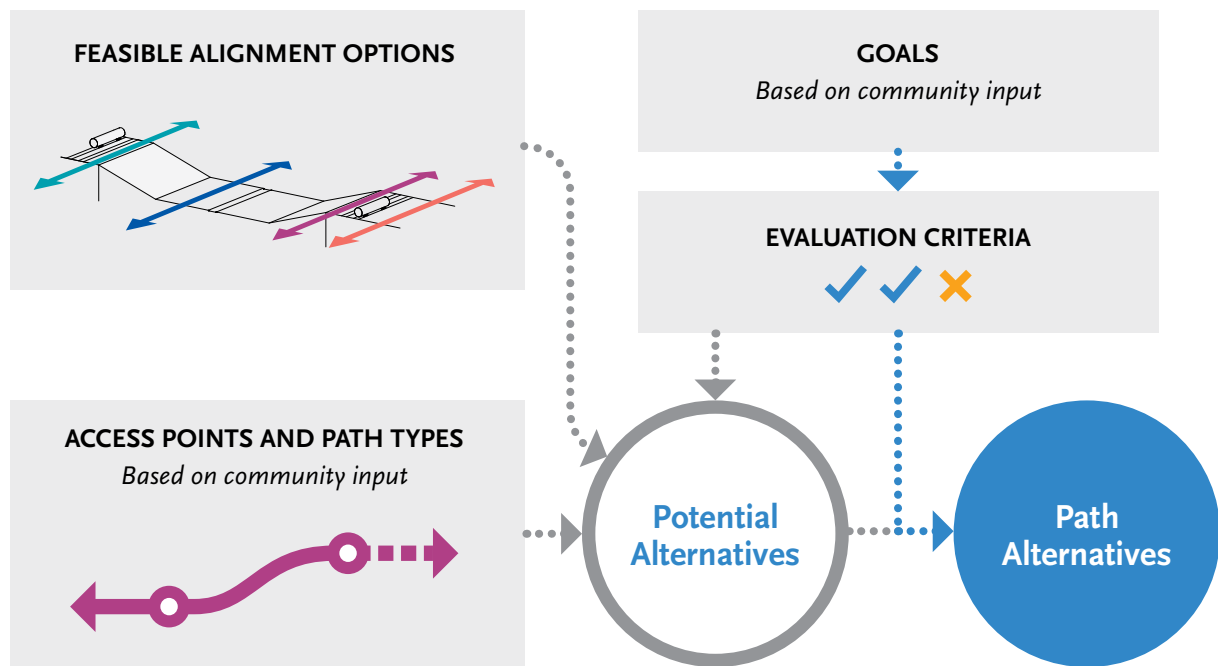 FEASIBLE ALIGNMENT OPTIONS
GOALS
Based on community input
EVALUATION CRITERIA
ACCESS POINTS AND PATH TYPES
Based on community input
Potential
Alternatives
Path
Alternatives